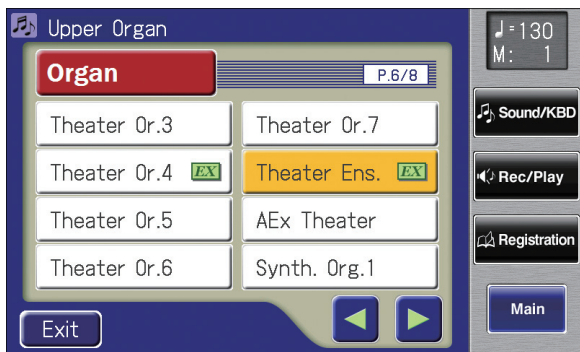 Upper Organ
Organ
P.6/8
Theater Or.3
Theater Or.7
Theater Or.4 EX
Theater Ens. EX
Theater Or.5
AEx Theater
Theater Or.6
Synth. Org.1
Exit
♩=130
M: 1
Sound/KBD
Rec/Play
Registration
Main